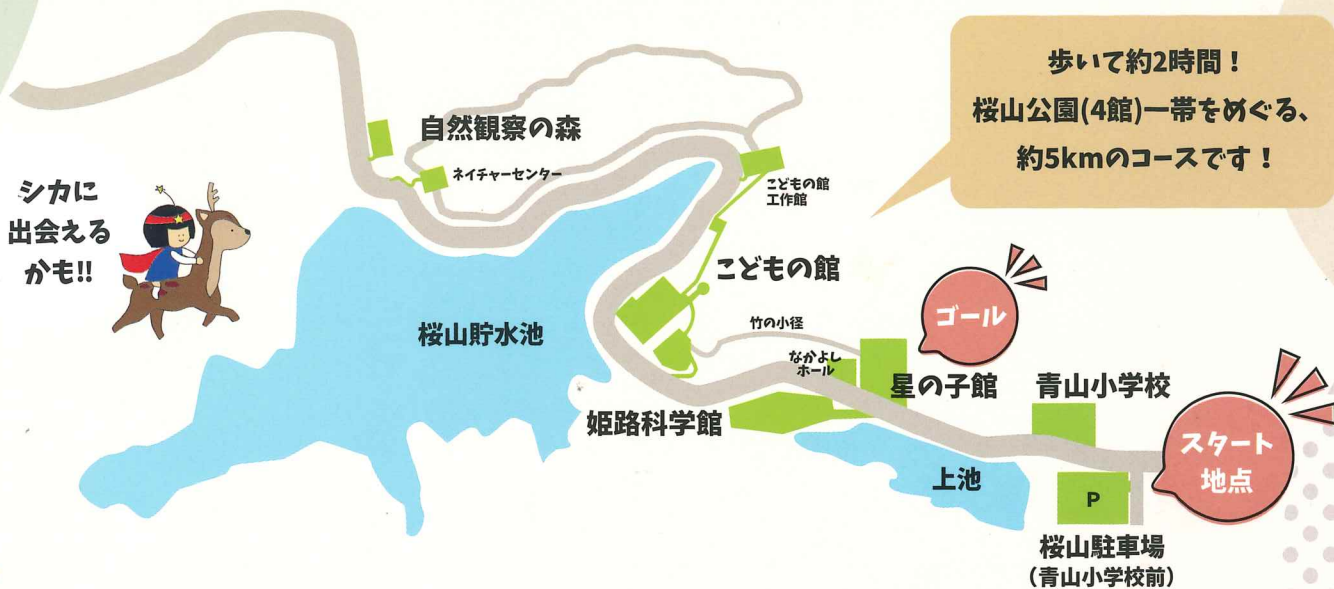 歩いて約2時間！
桜山公園(4館)一帯をめぐる、
約5kmのコースです！
自然観察の森
ネイチャーセンター
こどもの館
工作館
シカに
出会える
かも!!
こどもの館
ゴール
桜山貯水池
竹の小径
なかよし
ホール
星の子館
青山小学校
姫路科学館
スタート
地点
上池
P
桜山駐車場
（青山小学校前）